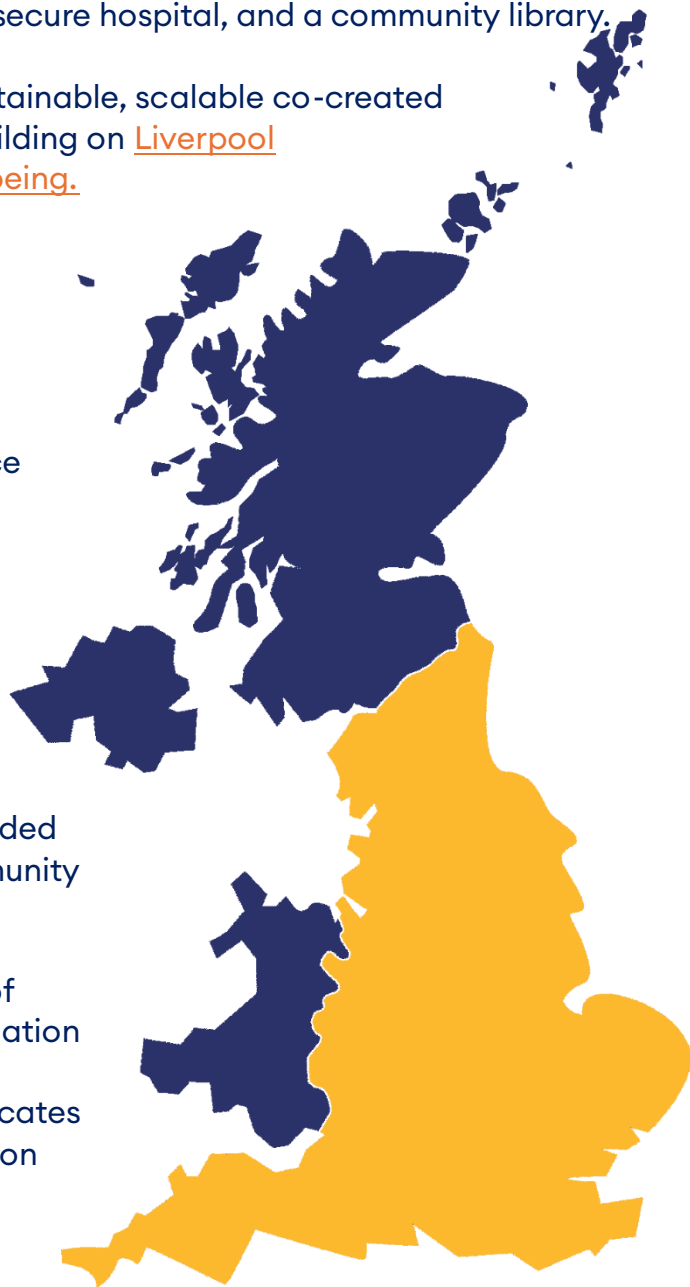 secure hospital, and a community library.
tainable, scalable co-created
ilding on Liverpool
being.
ce
ded
nunity
of
ation
cates
on